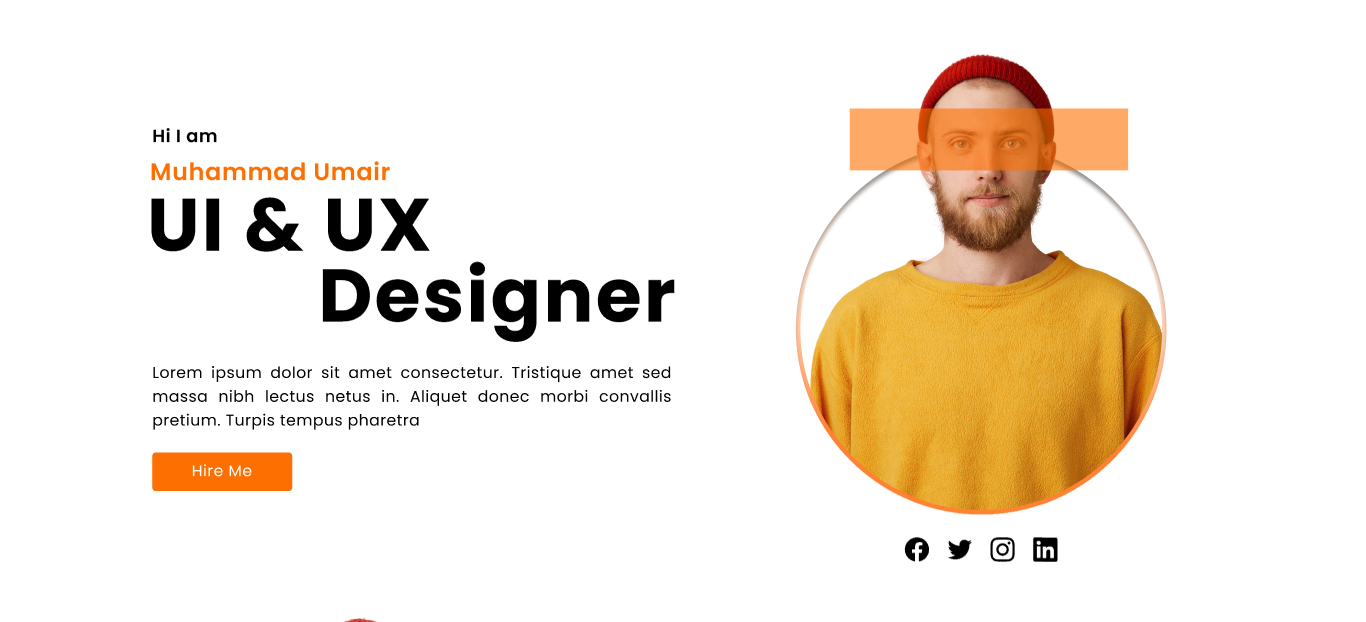 Hi I am
Muhammad Umair
UI & UX
Designer
Lorem ipsum dolor sit amet consectetur. Tristique amet sed
massa nibh lectus netus in. Aliquet donec morbi convallis
pretium. Turpis tempus pharetra
Hire Me